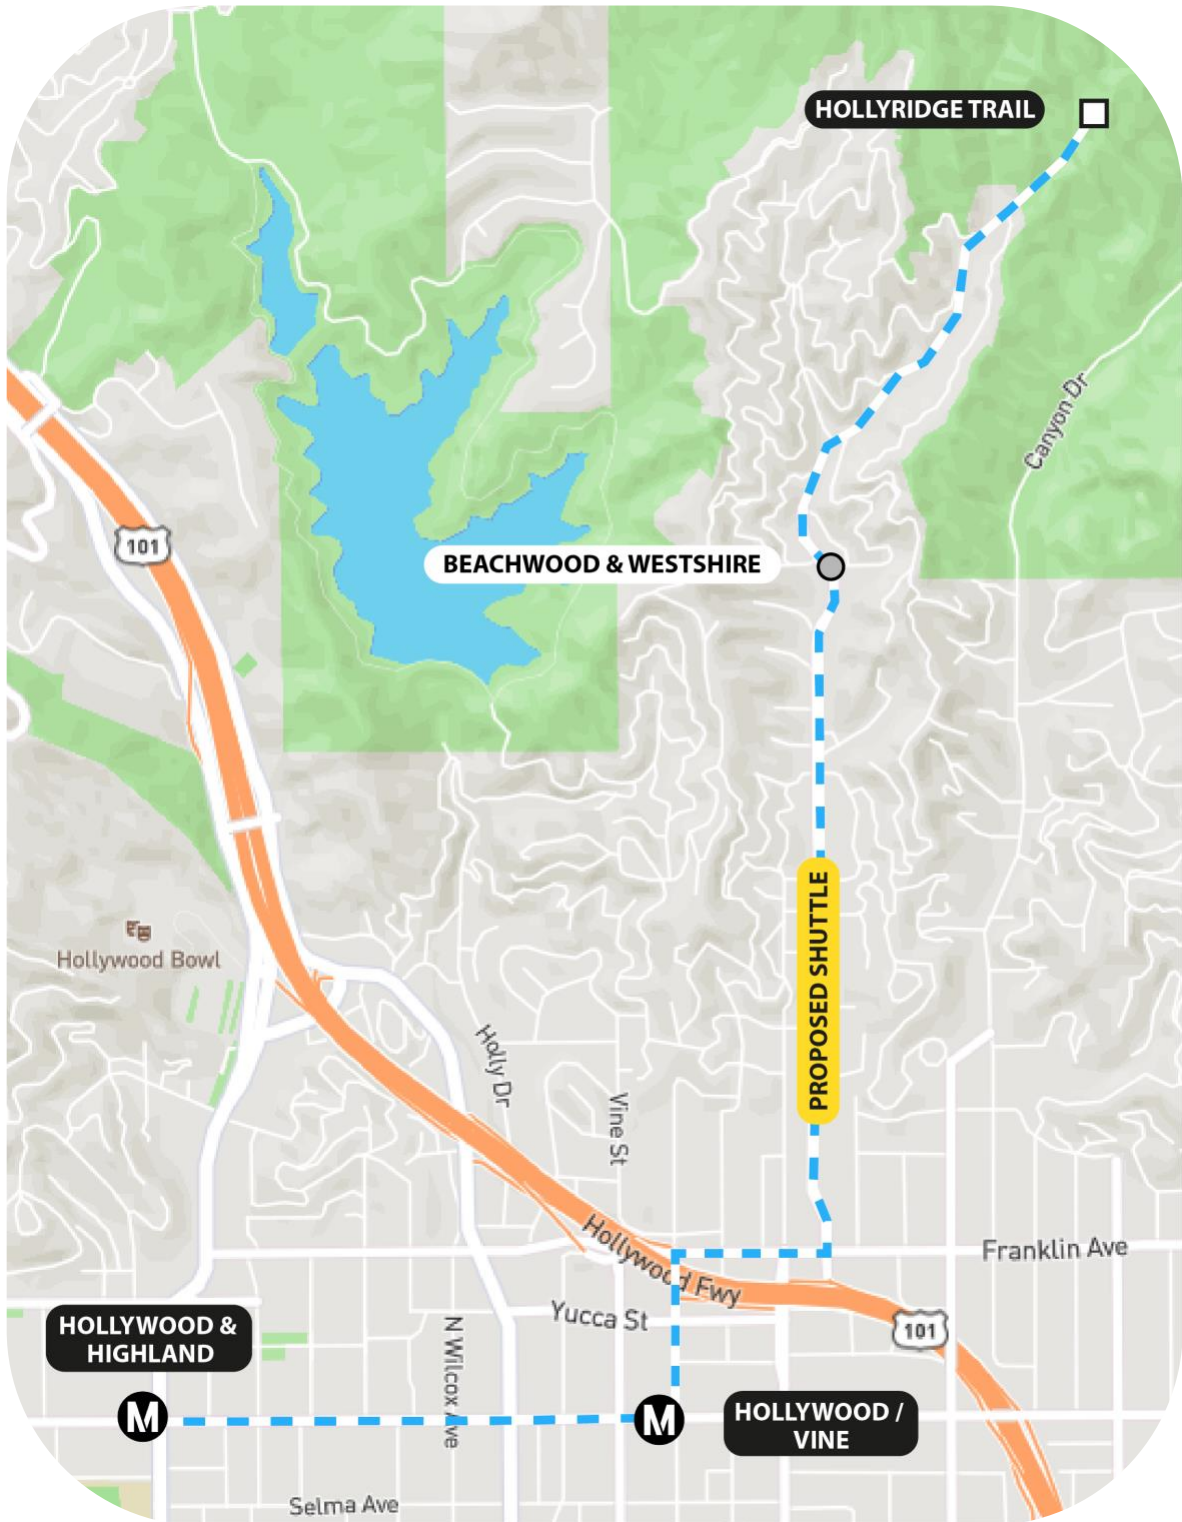 HOLLYRIDGE TRAIL
Canyon Dr
101
BEACHWOOD & WESTSHIRE
PROPOSED SHUTTLE
Hollywood Bowl
Holly Dr
Vine St
Hollywood Fwy
Franklin Ave
Yucca St
101
HOLLYWOOD &
HIGHLAND
N Wilcox Ave
M
M
HOLLYWOOD /
VINE
Selma Ave